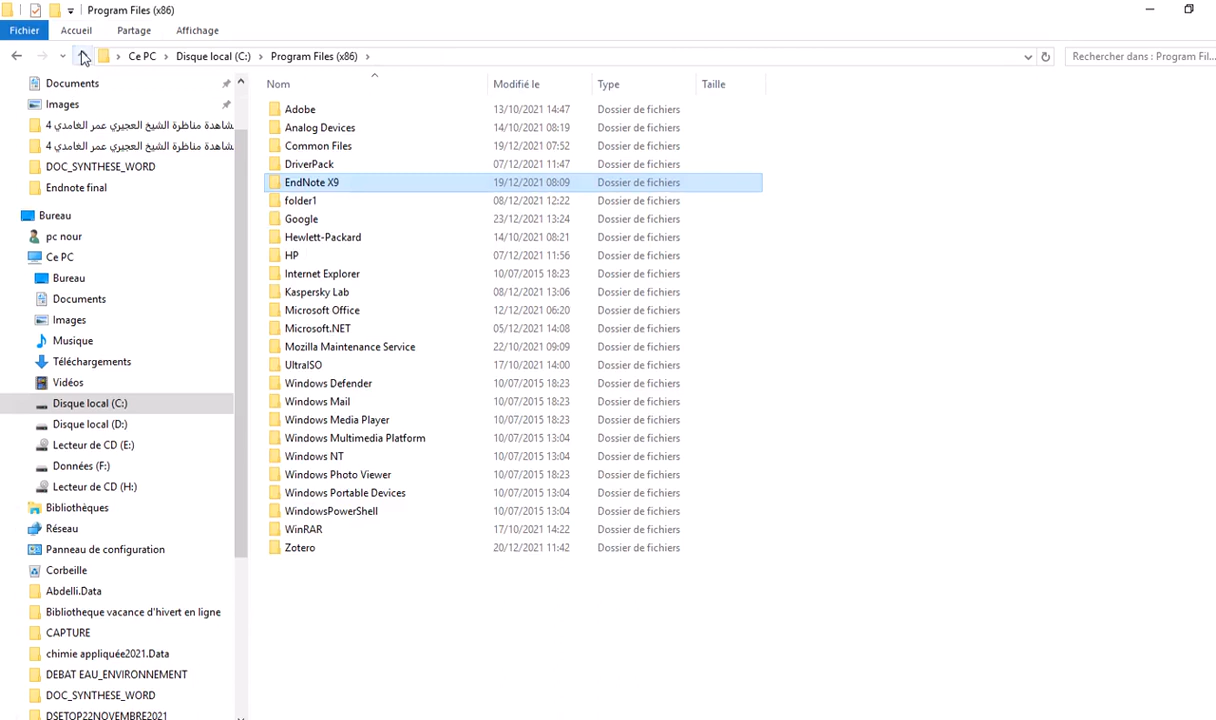 Program Files (x86)
Fichier Accueil Partage Affichage
Ce PC Disque local (C:) Program Files (x86)
Rechercher dans : Program Fil...
Documents
Images
شاهدة مناظرة الشيخ العجيري عمر الغامدي 4
شاهدة مناظرة الشيخ العجيري عمر الغامدي 4
DOC_SYNTHESE_WORD
Endnote final
Bureau
pc nour
Ce PC
Bureau
Documents
Images
Musique
Téléchargements
Vidéos
Disque local (C:)
Disque local (D:)
Lecteur de CD (E:)
Données (F:)
Lecteur de CD (H:)
Bibliothèques
Réseau
Panneau de configuration
Corbeille
Abdelli.Data
Bibliotheque vacance d'hivert en ligne
CAPTURE
chimie appliquée2021.Data
DEBAT EAU_ENVIRONNEMENT
DOC_SYNTHESE_WORD
DSETOP22NOVEMBRE2021
Nom Modifié le Type Taille
Adobe 13/10/2021 14:47 Dossier de fichiers
Analog Devices 14/10/2021 08:19 Dossier de fichiers
Common Files 19/12/2021 07:52 Dossier de fichiers
DriverPack 07/12/2021 11:47 Dossier de fichiers
EndNote X9 19/12/2021 08:09 Dossier de fichiers
folder1 08/12/2021 12:22 Dossier de fichiers
Google 23/12/2021 13:24 Dossier de fichiers
Hewlett-Packard 14/10/2021 08:21 Dossier de fichiers
HP 07/12/2021 11:56 Dossier de fichiers
Internet Explorer 10/07/2015 18:23 Dossier de fichiers
Kaspersky Lab 08/12/2021 13:06 Dossier de fichiers
Microsoft Office 12/12/2021 06:20 Dossier de fichiers
Microsoft.NET 05/12/2021 14:08 Dossier de fichiers
Mozilla Maintenance Service 22/10/2021 09:09 Dossier de fichiers
UltraISO 17/10/2021 14:00 Dossier de fichiers
Windows Defender 10/07/2015 18:23 Dossier de fichiers
Windows Mail 10/07/2015 18:23 Dossier de fichiers
Windows Media Player 10/07/2015 18:23 Dossier de fichiers
Windows Multimedia Platform 10/07/2015 13:04 Dossier de fichiers
Windows NT 10/07/2015 13:04 Dossier de fichiers
Windows Photo Viewer 10/07/2015 18:23 Dossier de fichiers
Windows Portable Devices 10/07/2015 13:04 Dossier de fichiers
WindowsPowerShell 10/07/2015 13:04 Dossier de fichiers
WinRAR 17/10/2021 14:22 Dossier de fichiers
Zotero 20/12/2021 11:42 Dossier de fichiers